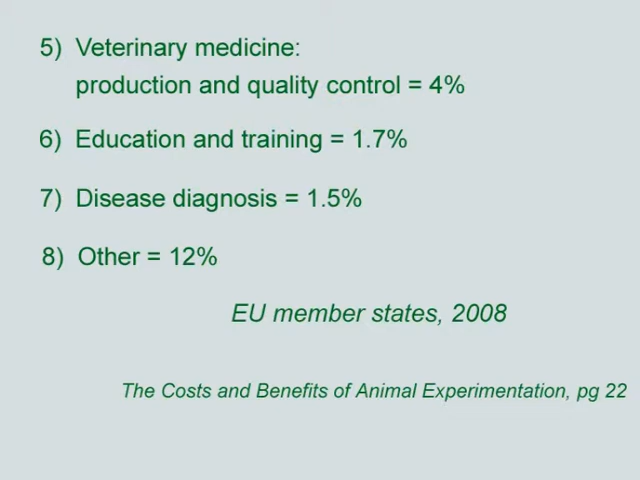 5) Veterinary medicine:
production and quality control = 4%
6) Education and training = 1.7%
7) Disease diagnosis = 1.5%
8) Other = 12%
EU member states, 2008
The Costs and Benefits of Animal Experimentation, pg 22